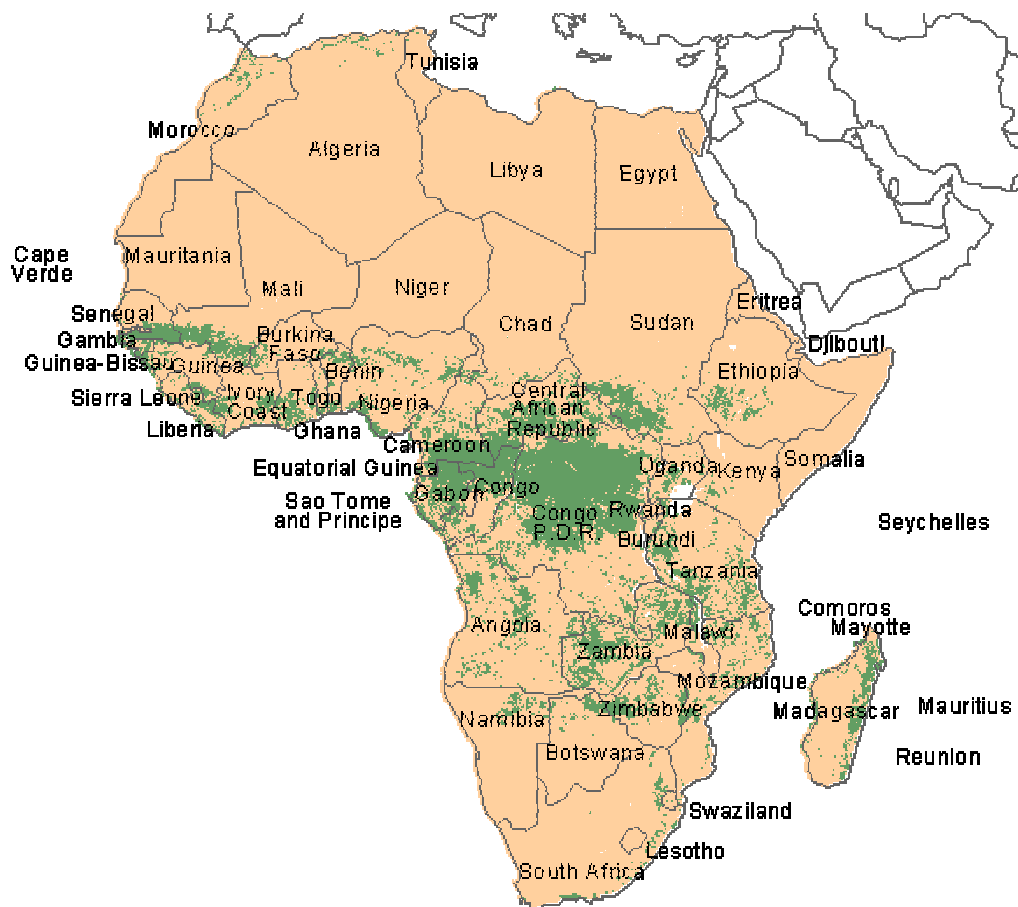 Tunisia
Morocco
Algeria
Libya
Egypt
Cape
Verde
Mauritania
Mali
Niger
Chad
Sudan
Eritrea
Senegal
Gambia
Burkina
Faso
Djibouti
Guinea-Bissau
Guinea
Benin
Ethiopia
Sierra Leone
Ivory
Coast
Togo
Nigeria
Central
African
Republic
Liberia
Ghana
Cameroon
Equatorial Guinea
Uganda
Kenya
Somalia
Gabon
Congo
Sao Tome
and Principe
Congo
P.D.R.
Rwanda
Seychelles
Burundi
Tanzania
Comoros
Mayotte
Angola
Malawi
Zambia
Mozambique
Namibia
Zimbabwe
Madagascar
Mauritius
Botswana
Reunion
Swaziland
Lesotho
South Africa